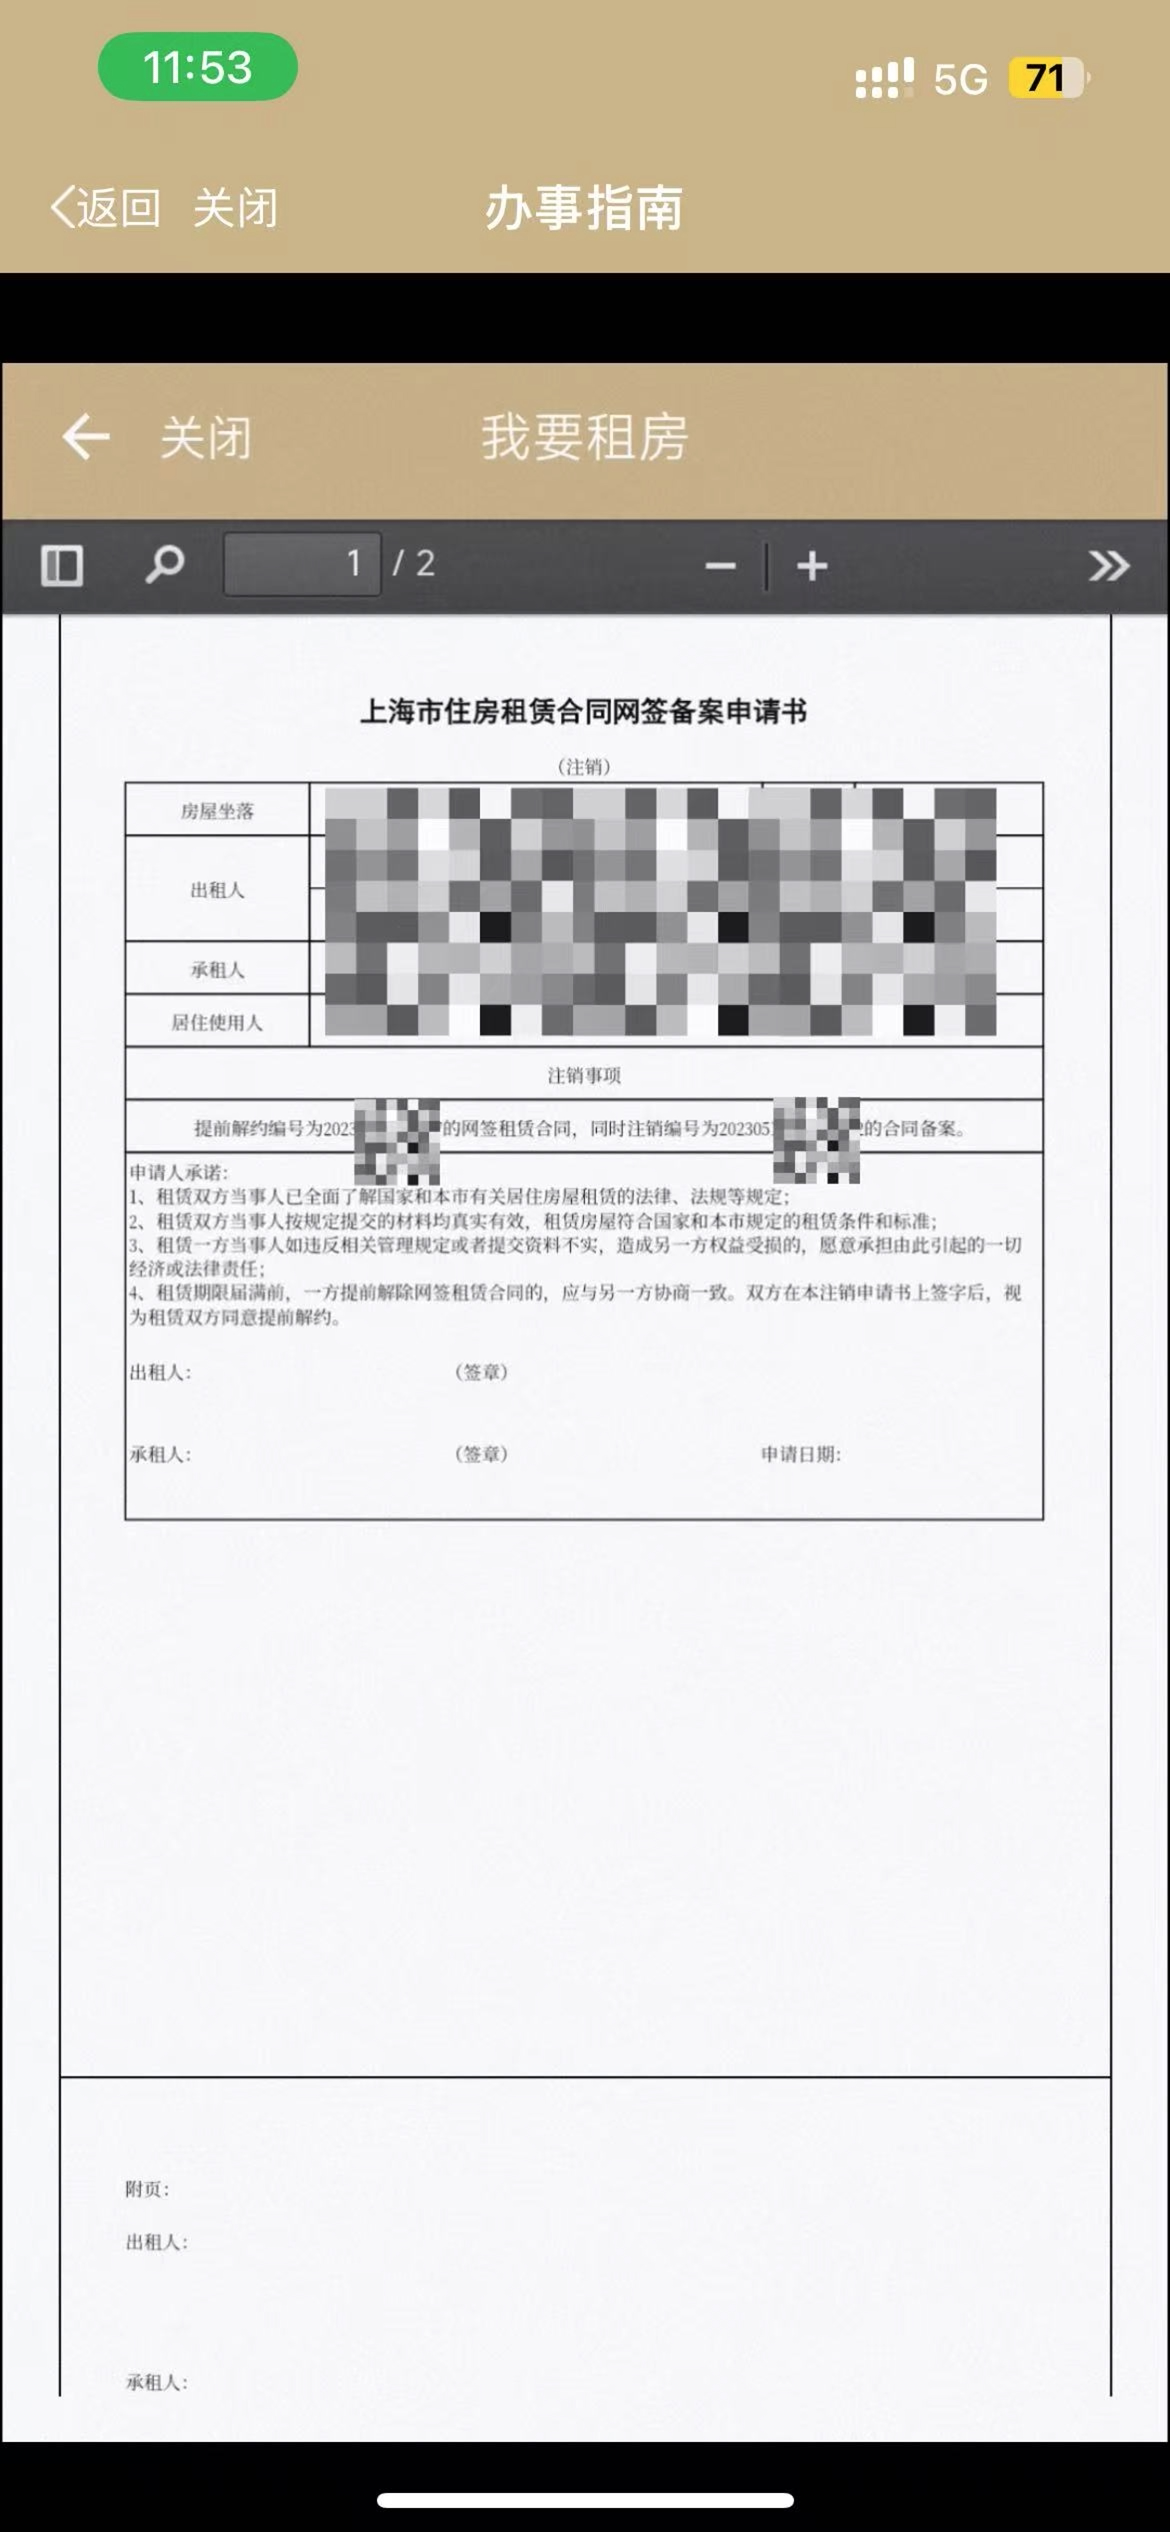 11:53
5G
71
返回 关闭 办事指南
关闭 我要租房
1 / 2
上海市住房租赁合同网签备案申请书
(注销)
房屋坐落
出租人
承租人
居住使用人
注销事项
提前解约编号为2023 的网签租赁合同，同时注销编号为202305 2的合同备案。
申请人承诺：
1、租赁双方当事人已全面了解国家和本市有关居住房屋租赁的法律、法规等规定；
2、租赁双方当事人按规定提交的材料均真实有效，租赁房屋符合国家和本市规定的租赁条件和标准；
3、租赁一方当事人如违反相关管理规定或者提交资料不实，造成另一方权益受损的，愿意承担由此引起的一切
经济或法律责任；
4、租赁期限届满前，一方提前解除网签租赁合同的，应与另一方协商一致。双方在本注销申请书上签字后，视
为租赁双方同意提前解约。
出租人： (签章)
承租人： (签章) 申请日期：
附页：
出租人：
承租人：